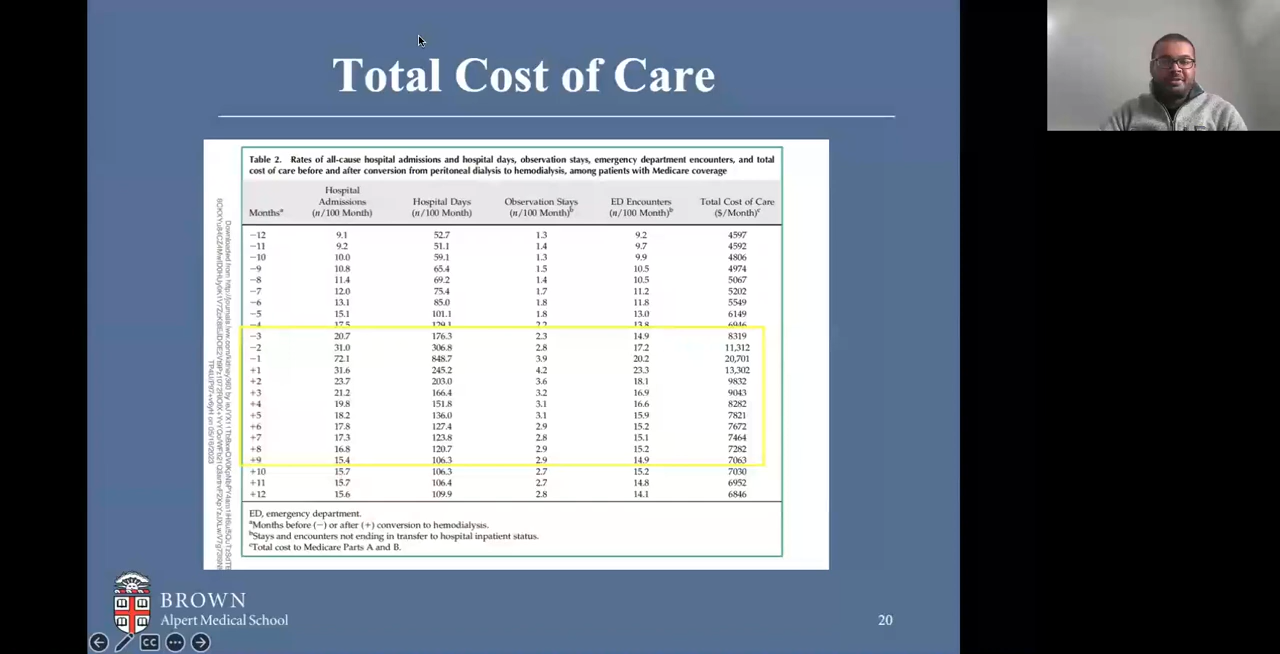 Total Cost of Care
Table 2. Rates of all-cause hospital admissions and hospital days, observation stays, emergency department encounters, and total
cost of care before and after conversion from peritoneal dialysis to hemodialysis, among patients with Medicare coverage
Monthsᵃ Hospital Admissions (n/100 Month) Hospital Days (n/100 Month) Observation Stays (n/100 Month)ᵇ ED Encounters (n/100 Month)ᵇ Total Cost of Care ($/Month)ᶜ
−12 9.1 52.7 1.3 9.2 4597
−11 9.2 51.1 1.4 9.7 4592
−10 10.0 59.1 1.3 9.9 4806
−9 10.8 65.4 1.5 10.5 4974
−8 11.4 69.2 1.4 10.5 5067
−7 12.0 75.4 1.7 11.2 5202
−6 13.1 85.0 1.8 11.8 5549
−5 15.1 101.1 1.8 13.0 6149
−4 17.5 129.1 2.2 13.8 6946
−3 20.7 176.3 2.3 14.9 8319
−2 31.0 306.8 2.8 17.2 11,312
−1 72.1 848.7 3.9 20.2 20,701
+1 31.6 245.2 4.2 23.3 13,302
+2 23.7 203.0 3.6 18.1 9832
+3 21.2 166.4 3.2 16.9 9043
+4 19.8 151.8 3.1 16.6 8282
+5 18.2 136.0 3.1 15.9 7821
+6 17.8 127.4 2.9 15.2 7672
+7 17.3 123.8 2.8 15.1 7464
+8 16.8 120.7 2.9 15.2 7282
+9 15.4 106.3 2.9 14.9 7063
+10 15.7 106.3 2.7 15.2 7030
+11 15.7 106.4 2.7 14.8 6952
+12 15.6 109.9 2.8 14.1 6846
ED, emergency department.
ᵃMonths before (−) or after (+) conversion to hemodialysis.
ᵇStays and encounters not ending in transfer to hospital inpatient status.
ᶜTotal cost to Medicare Parts A and B.
BROWN
Alpert Medical School
20
CC